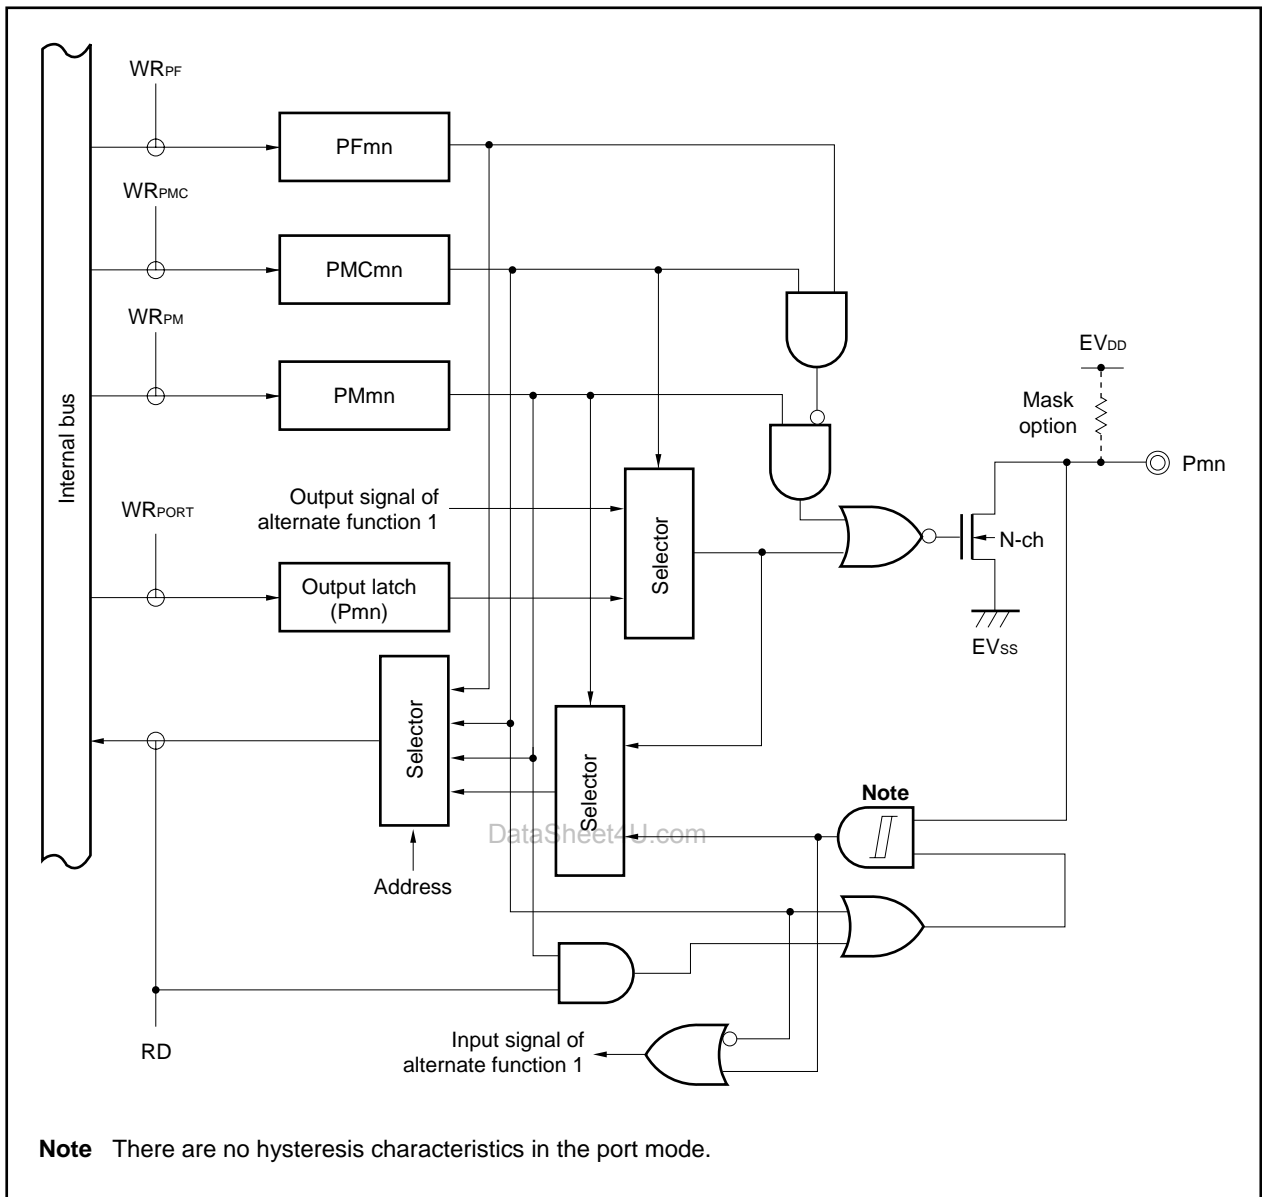 WRPF
PFmn
WRPMC
PMCmn
WRPM
PMmn
EVDD
Mask
option
Pmn
Internal bus
Output signal of
alternate function 1
WRPORT
Output latch
(Pmn)
Selector
N-ch
EVSS
Selector
Selector
Note
DataSheet4U.com
Address
RD
Input signal of
alternate function 1
Note There are no hysteresis characteristics in the port mode.